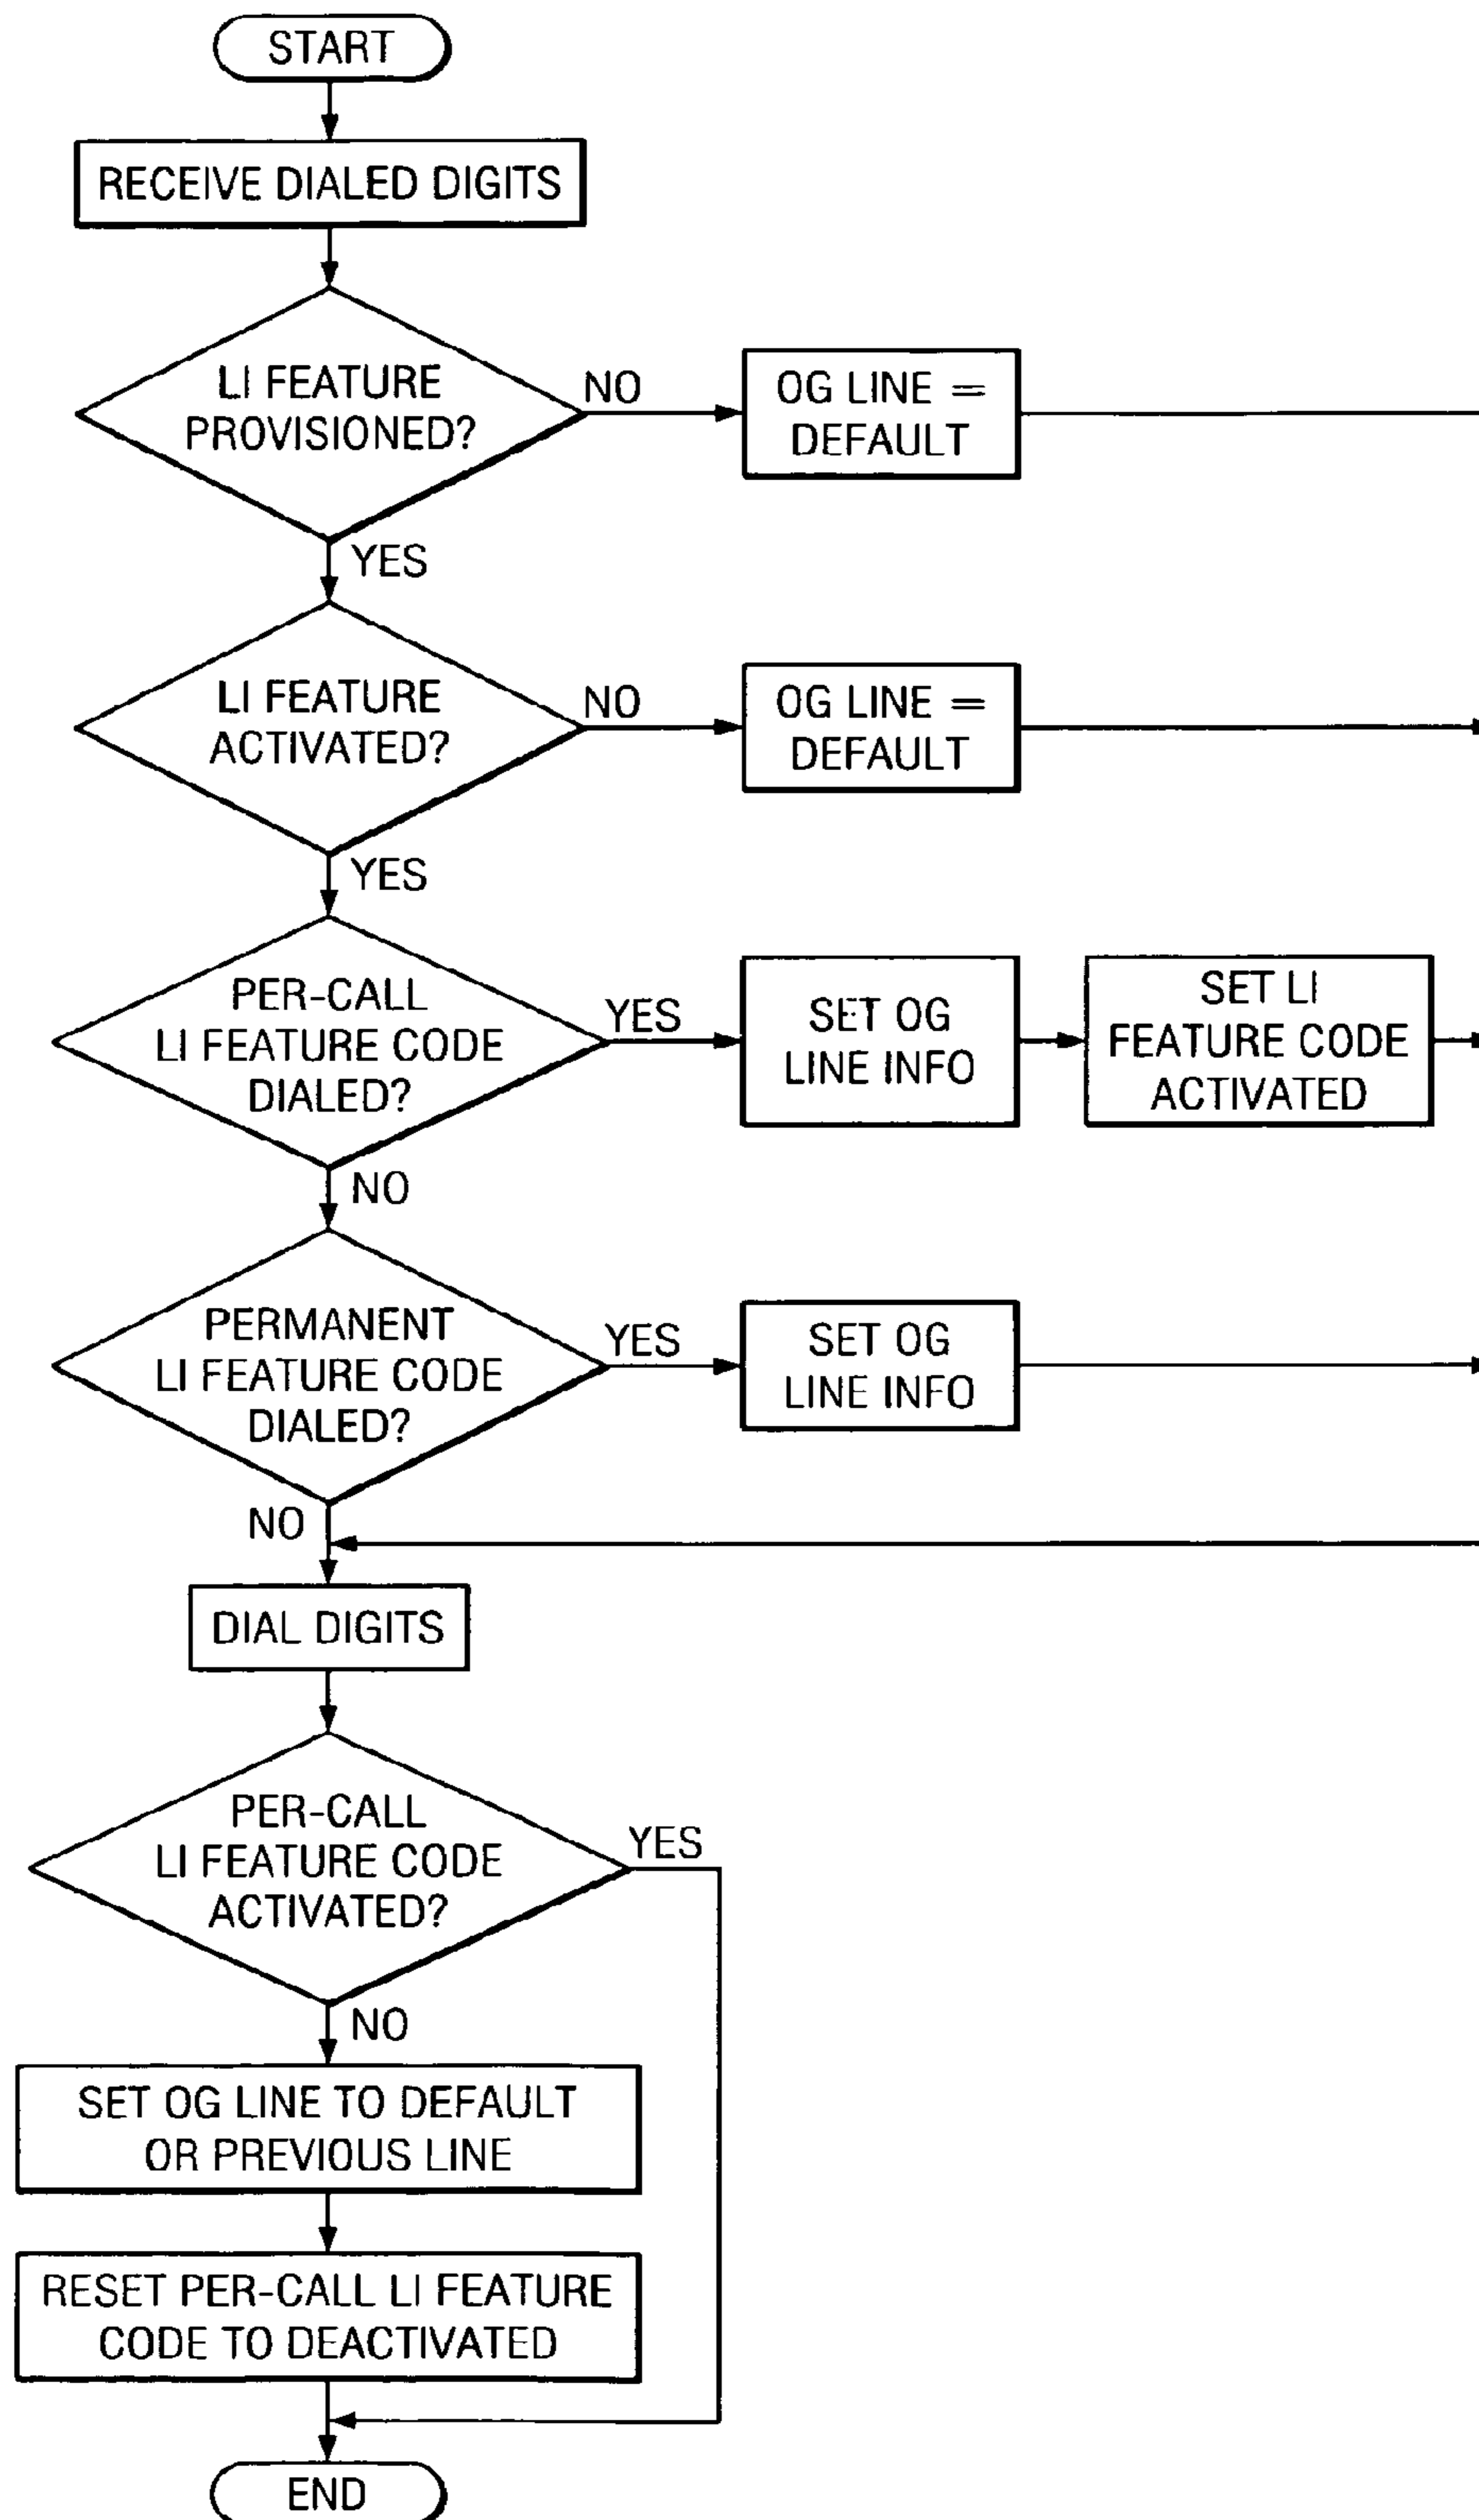 START
RECEIVE DIALED DIGITS
LI FEATURE
PROVISIONED?
NO
OG LINE =
DEFAULT
YES
LI FEATURE
ACTIVATED?
NO
OG LINE =
DEFAULT
YES
PER-CALL
LI FEATURE CODE
DIALED?
YES
SET OG
LINE INFO
SET LI
FEATURE CODE
ACTIVATED
NO
PERMANENT
LI FEATURE CODE
DIALED?
YES
SET OG
LINE INFO
NO
DIAL DIGITS
PER-CALL
LI FEATURE CODE
ACTIVATED?
YES
NO
SET OG LINE TO DEFAULT
OR PREVIOUS LINE
RESET PER-CALL LI FEATURE
CODE TO DEACTIVATED
END